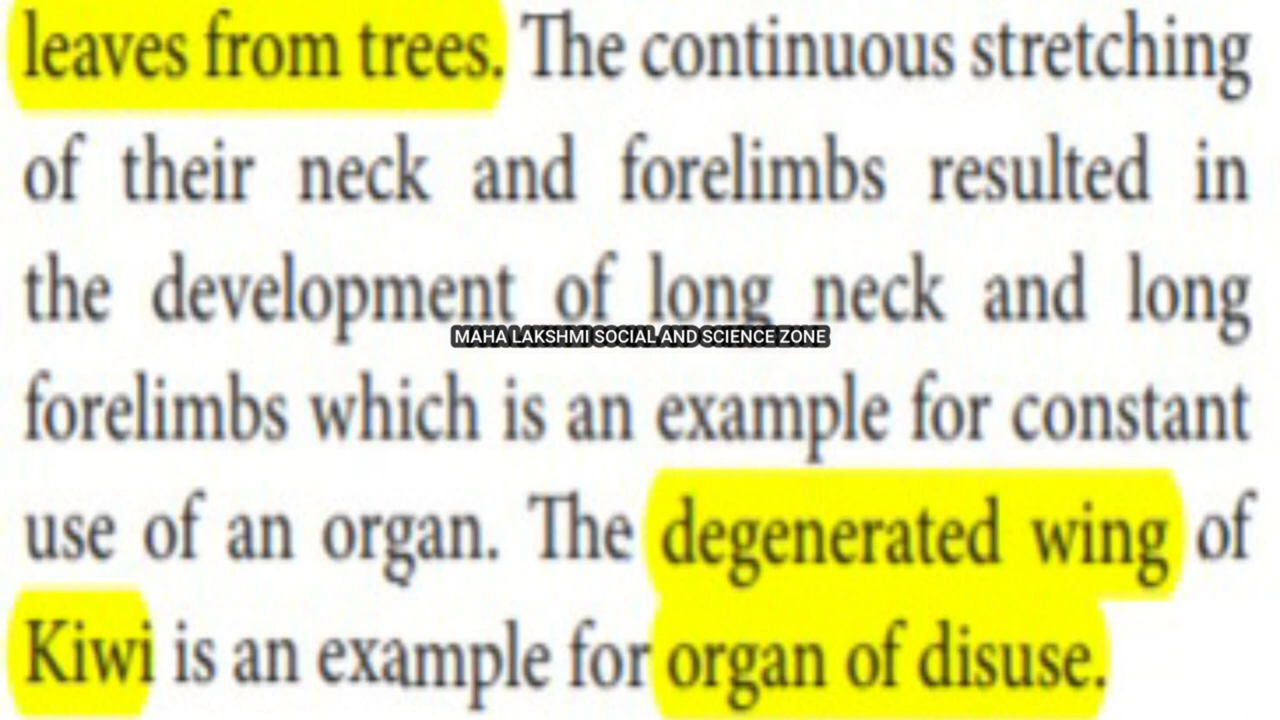 leaves from trees. The continuous stretching
of their neck and forelimbs resulted in
the development of long neck and long
MAHA LAKSHMI SOCIAL AND SCIENCE ZONE
forelimbs which is an example for constant
use of an organ. The degenerated wing of
Kiwi is an example for organ of disuse.